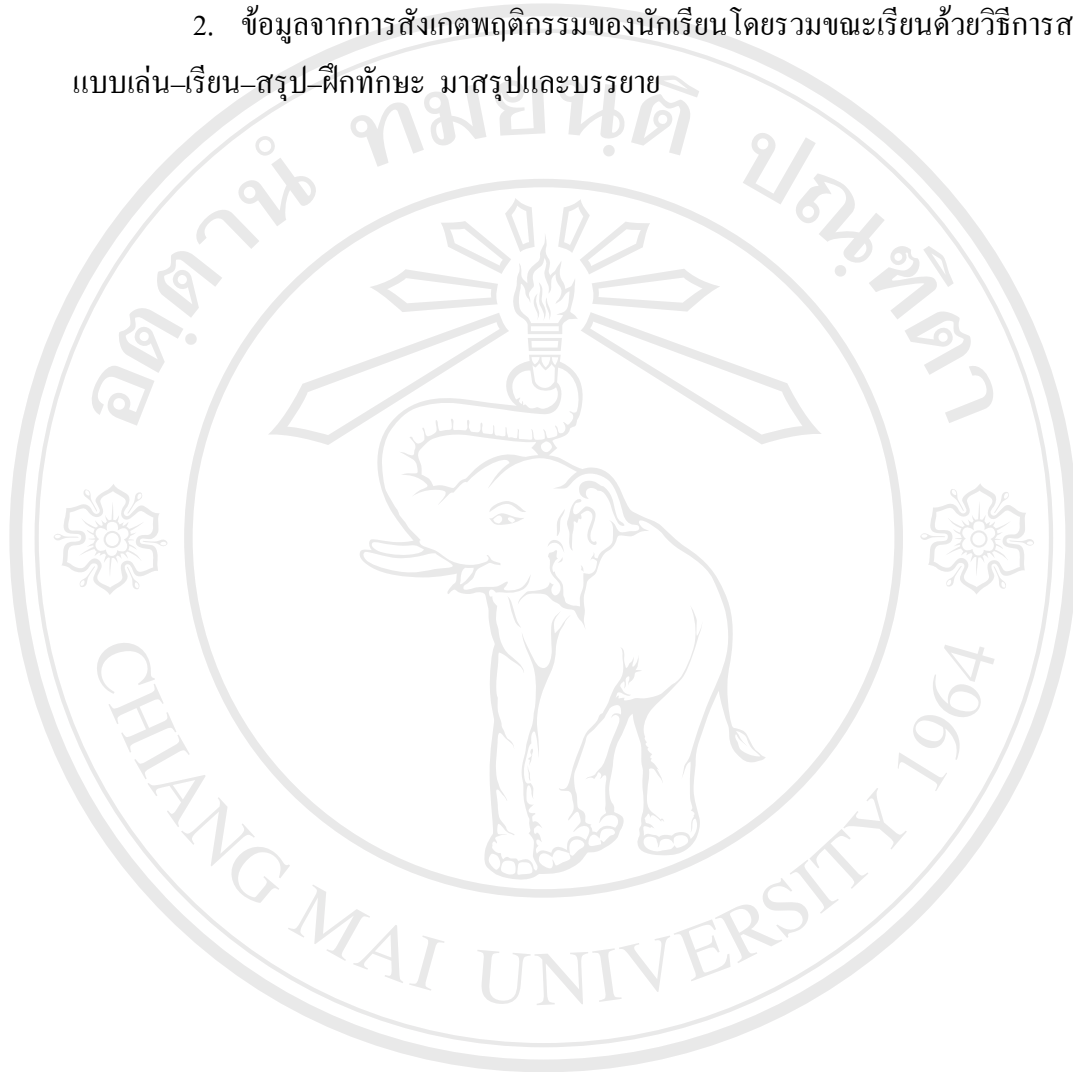 2. ข้อมูลจากการสังเกตพฤติกรรมของนักเรียนโดยรวมขณะเรียนด้วยวิธีการส
แบบเล่น–เรียน–สรุป–ฝึกทักษะ มาสรุปและบรรยาย
อตฺตานํ ทมยนฺติ ปณฺฑิตา
CHIANG MAI UNIVERSITY 1964